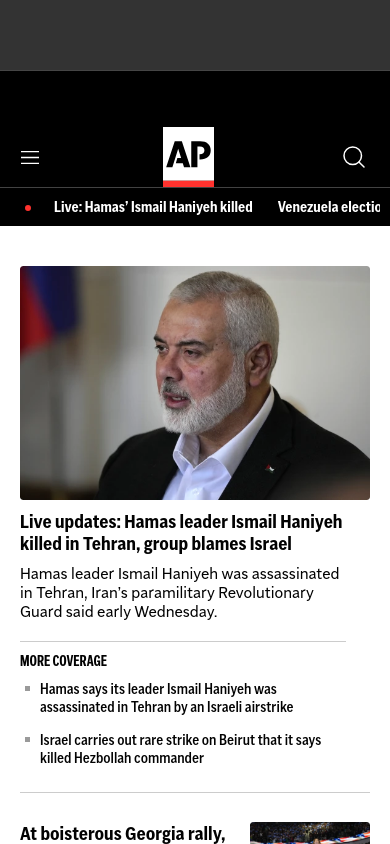 AP
Live: Hamas’ Ismail Haniyeh killed
Venezuela electio
Live updates: Hamas leader Ismail Haniyeh
killed in Tehran, group blames Israel
Hamas leader Ismail Haniyeh was assassinated
in Tehran, Iran’s paramilitary Revolutionary
Guard said early Wednesday.
MORE COVERAGE
Hamas says its leader Ismail Haniyeh was
assassinated in Tehran by an Israeli airstrike
Israel carries out rare strike on Beirut that it says
killed Hezbollah commander
At boisterous Georgia rally,